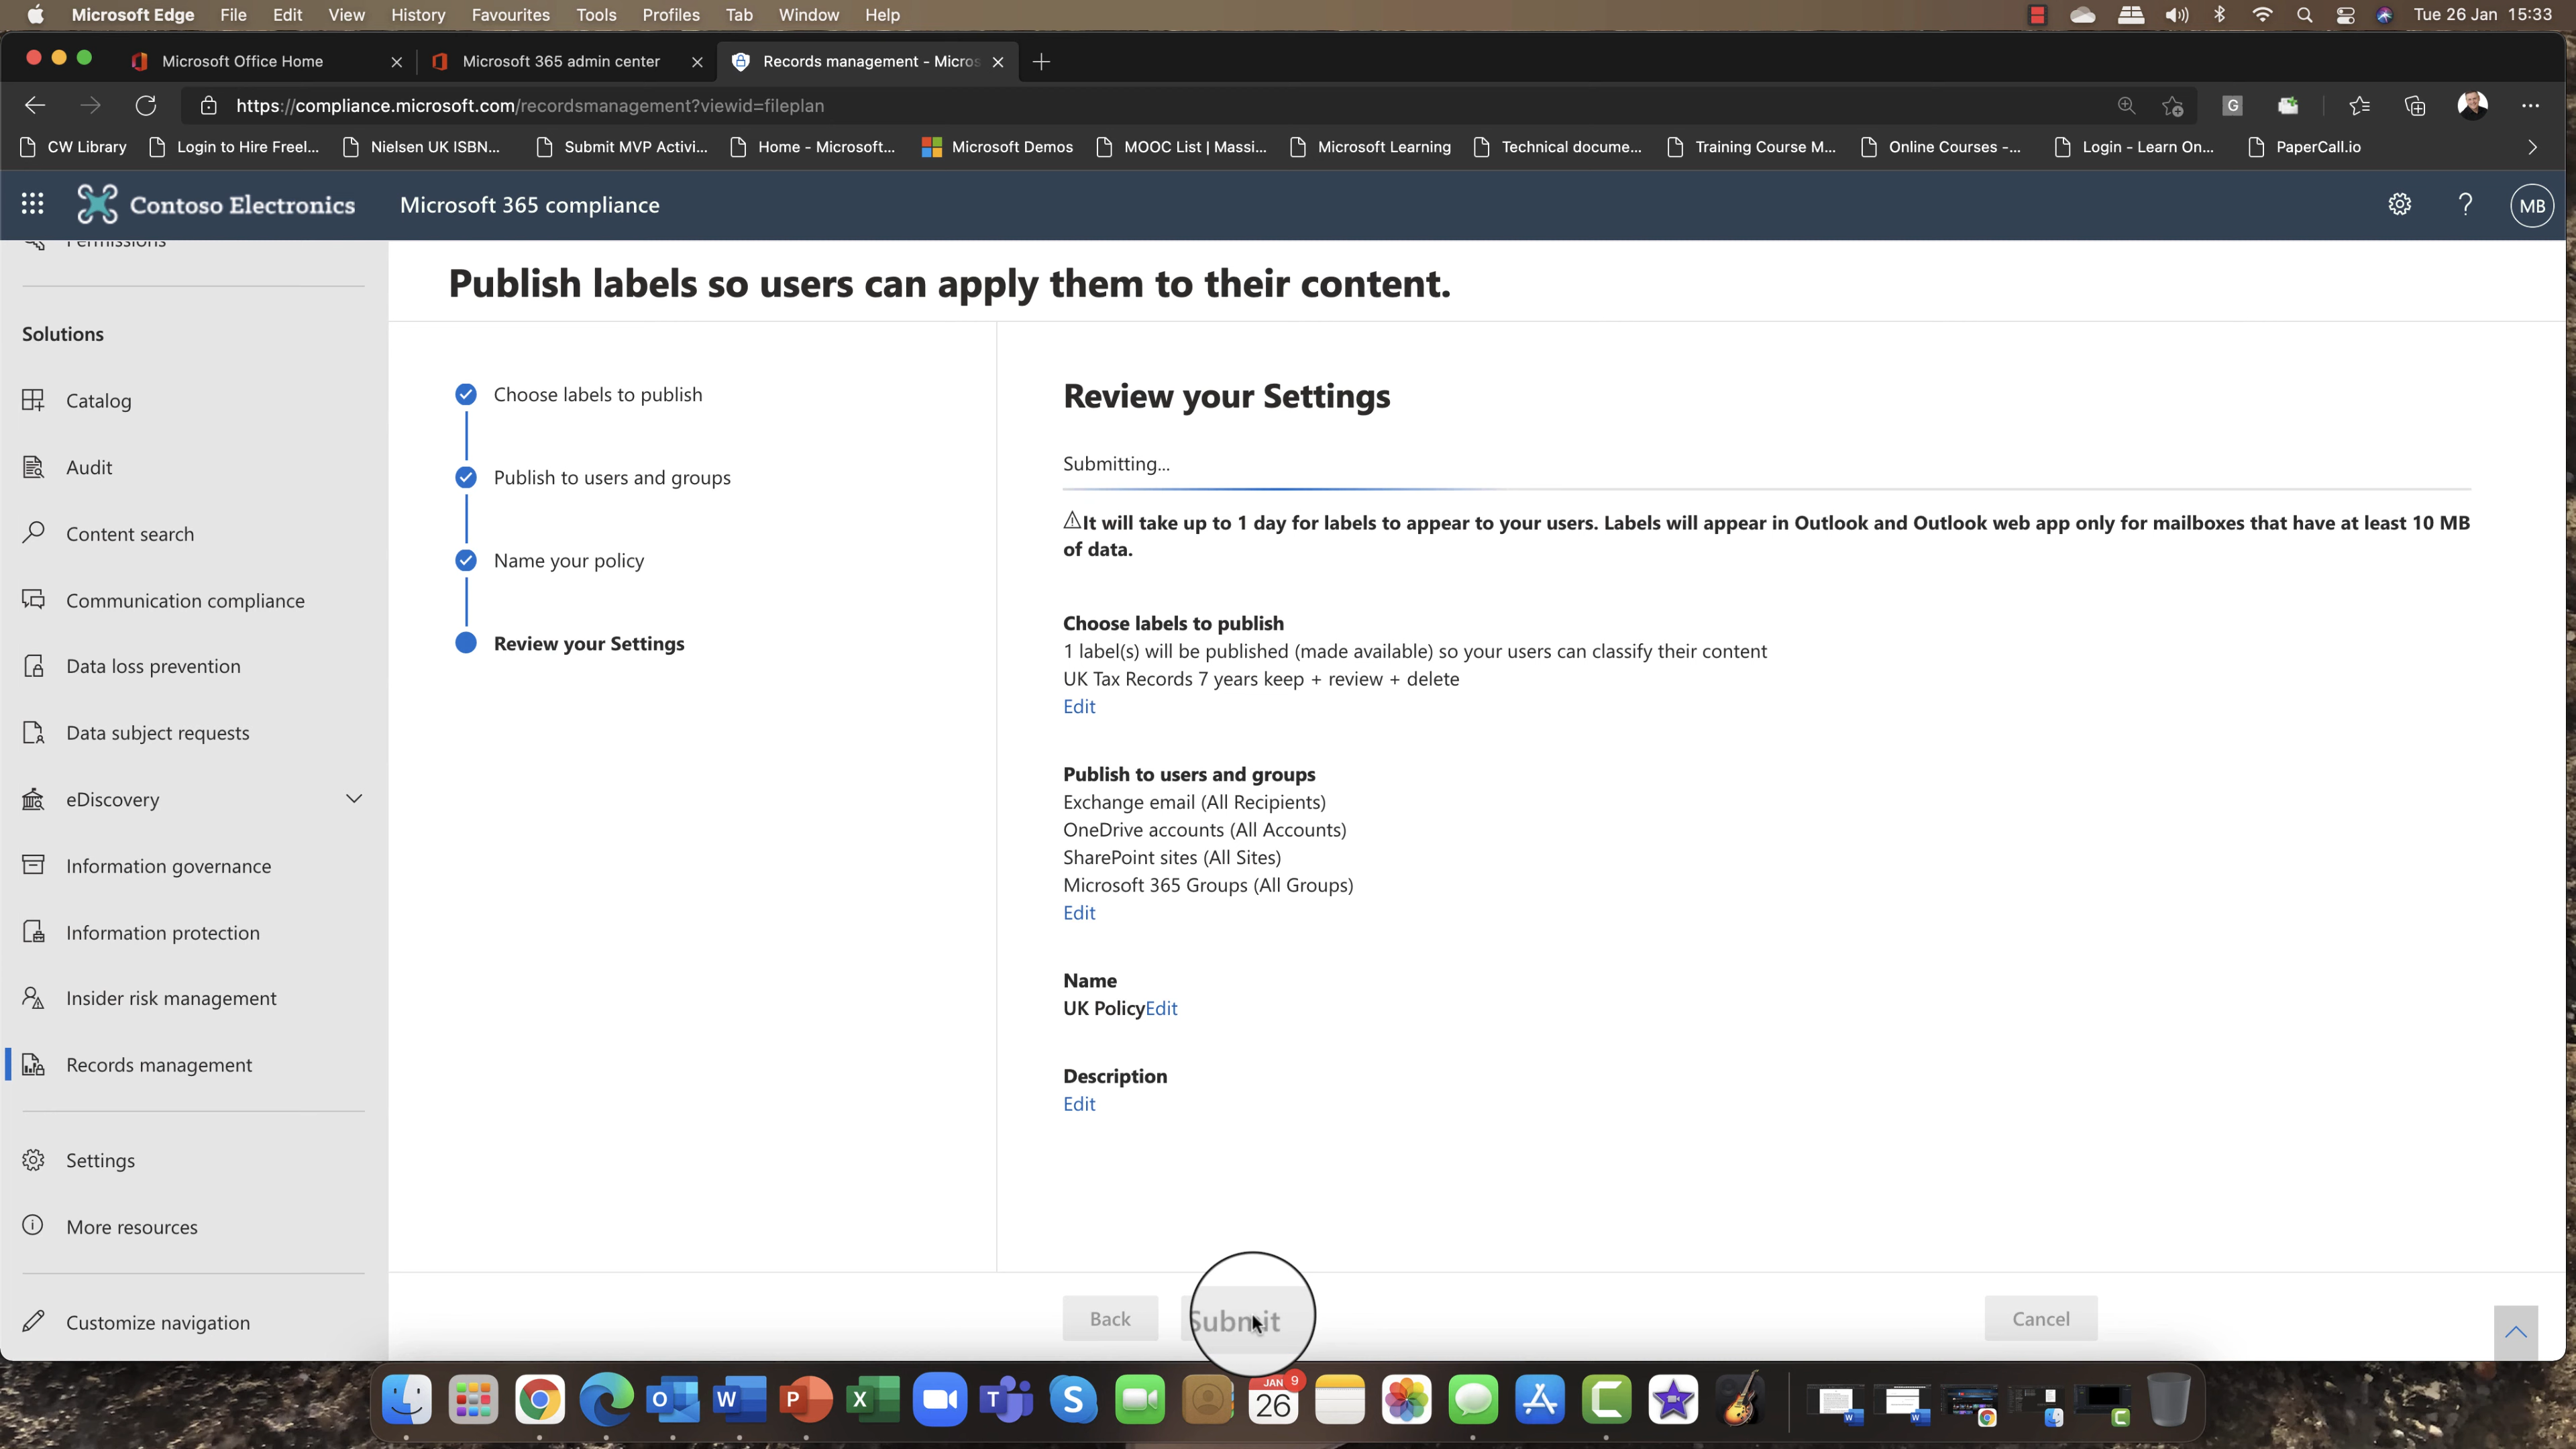 Microsoft Edge File Edit View History Favourites Tools Profiles Tab Window Help Tue 26 Jan 15:33
Microsoft Office Home Microsoft 365 admin center Records management - Micros
https://compliance.microsoft.com/recordsmanagement?viewid=fileplan G
CW Library Login to Hire Freel... Nielsen UK ISBN... Submit MVP Activi... Home - Microsoft... Microsoft Demos MOOC List | Massi... Microsoft Learning Technical docume... Training Course M... Online Courses -... Login - Learn On... PaperCall.io
Contoso Electronics Microsoft 365 compliance ? MB
Permissions
Solutions
Catalog
Audit
Content search
Communication compliance
Data loss prevention
Data subject requests
eDiscovery
Information governance
Information protection
Insider risk management
Records management
Settings
More resources
Customize navigation
Publish labels so users can apply them to their content.
Choose labels to publish
Publish to users and groups
Name your policy
Review your Settings
Review your Settings
Submitting...
It will take up to 1 day for labels to appear to your users. Labels will appear in Outlook and Outlook web app only for mailboxes that have at least 10 MB
of data.
Choose labels to publish
1 label(s) will be published (made available) so your users can classify their content
UK Tax Records 7 years keep + review + delete
Edit
Publish to users and groups
Exchange email (All Recipients)
OneDrive accounts (All Accounts)
SharePoint sites (All Sites)
Microsoft 365 Groups (All Groups)
Edit
Name
UK PolicyEdit
Description
Edit
Back Submit Cancel
O W P X T S JAN 26 9 C